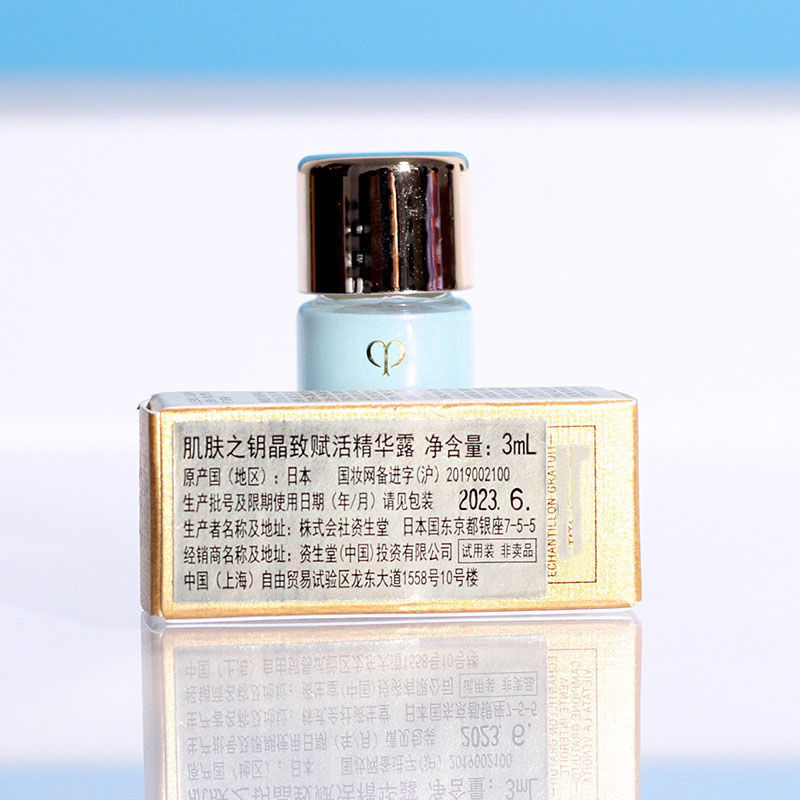 肌肤之钥晶致赋活精华露 净含量：3mL
原产国（地区）：日本 国妆网备进字(沪) 2019002100
生产批号及限期使用日期（年/月）请见包装 2023. 6.
生产者名称及地址：株式会社资生堂 日本国东京都银座7-5-5
经销商名称及地址：资生堂(中国)投资有限公司 试用装 非卖品
中国（上海）自由贸易试验区龙东大道1558号10号楼
ECHANTILLON GRATUIT